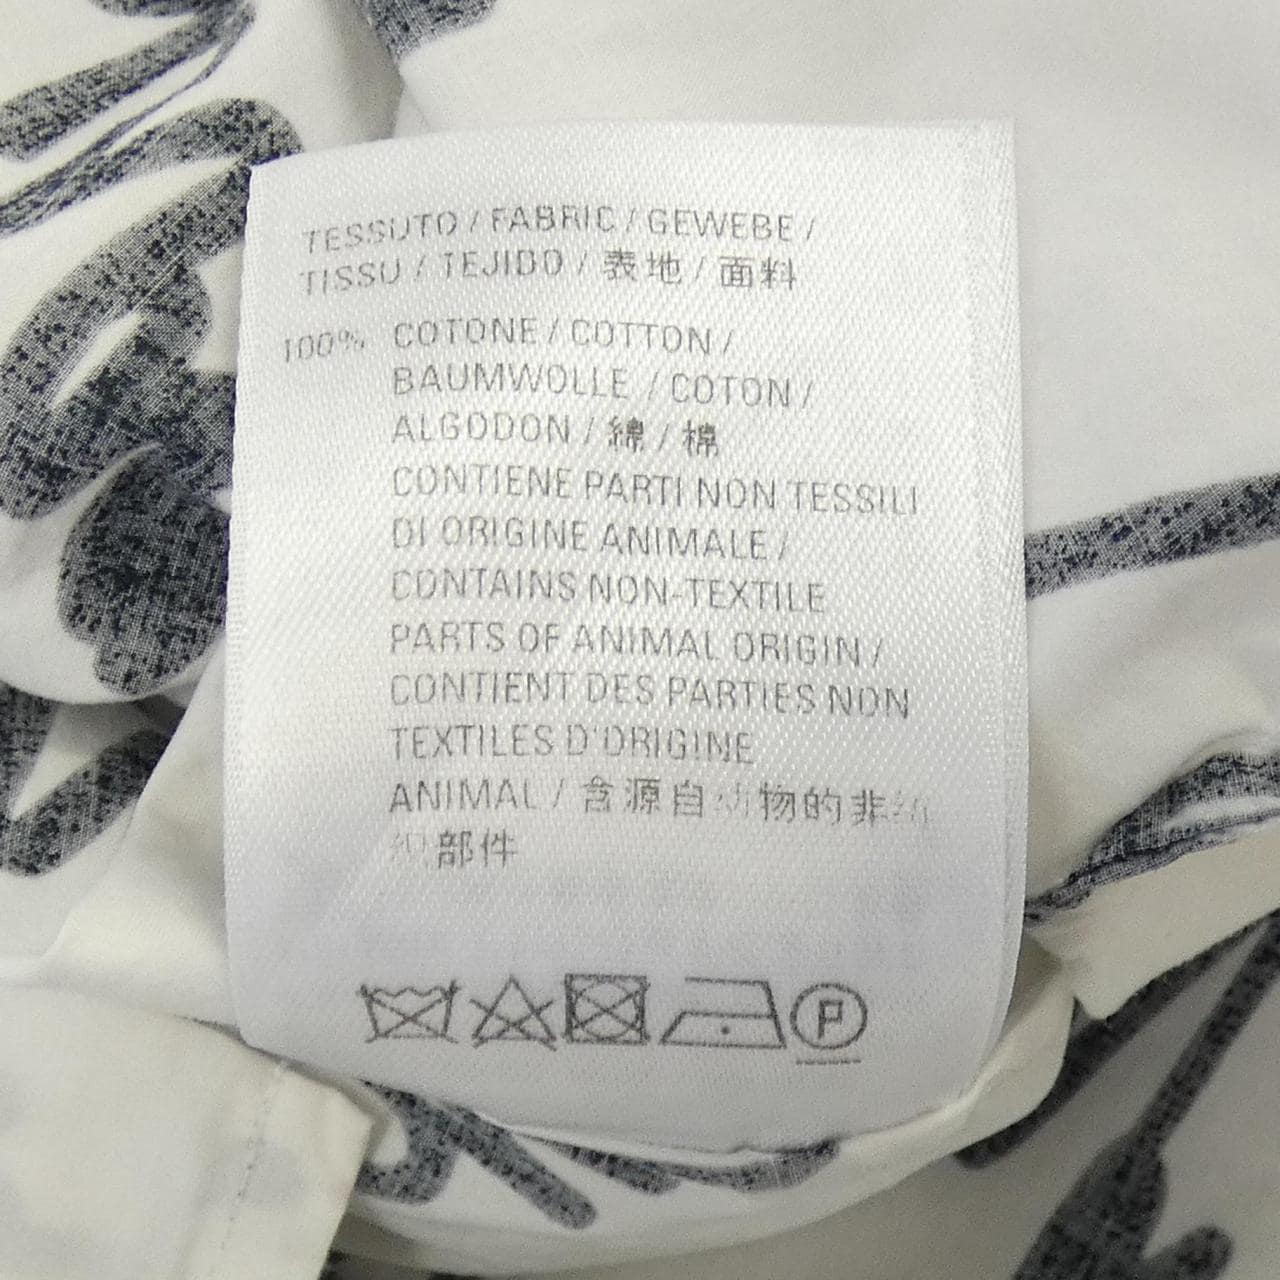 TESSUTO / FABRIC / GEWEBE /
TISSU / TEJIDO / 表地 / 面料
100% COTONE / COTTON /
BAUMWOLLE / COTON /
ALGODON / 綿 / 棉
CONTIENE PARTI NON TESSILI
DI ORIGINE ANIMALE /
CONTAINS NON-TEXTILE
PARTS OF ANIMAL ORIGIN /
CONTIENT DES PARTIES NON
TEXTILES D'ORIGINE
ANIMAL / 含源自动物的非纺
织部件
P